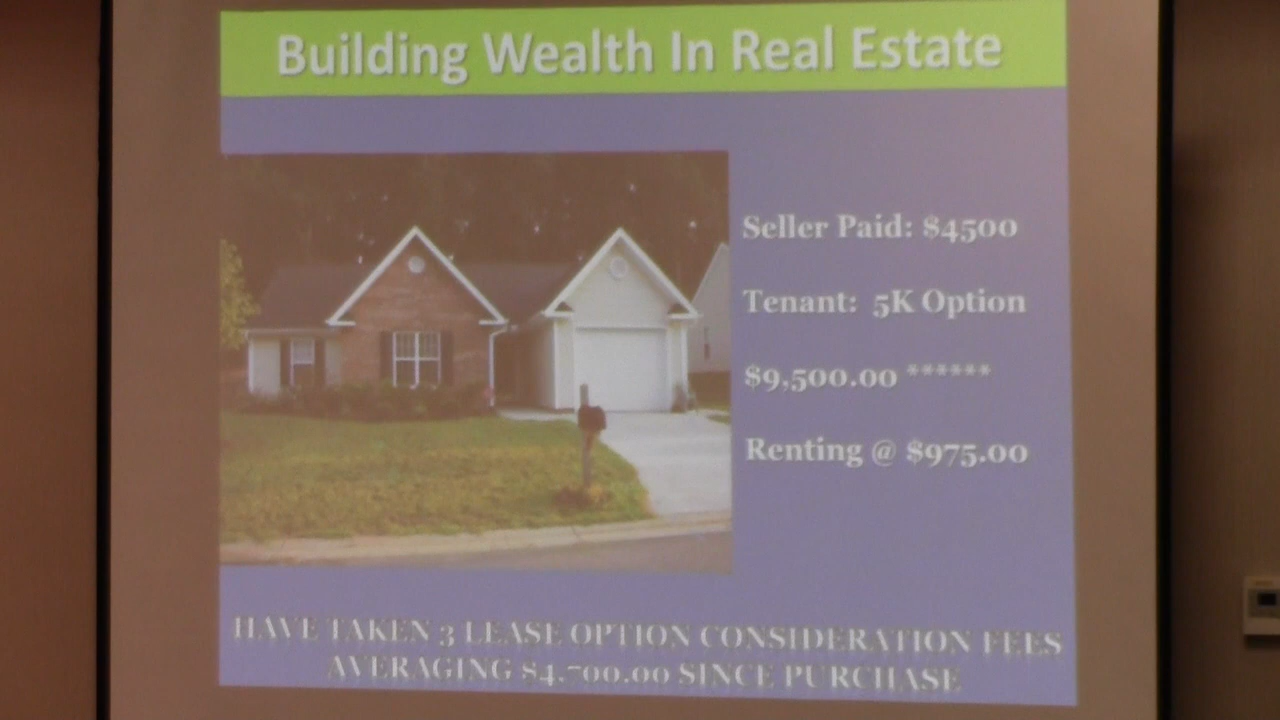 Building Wealth In Real Estate
Seller Paid: $4500
Tenant: 5K Option
$9,500.00 ******
Renting @ $975.00
HAVE TAKEN 3 LEASE OPTION CONSIDERATION FEES
AVERAGING $4,700.00 SINCE PURCHASE